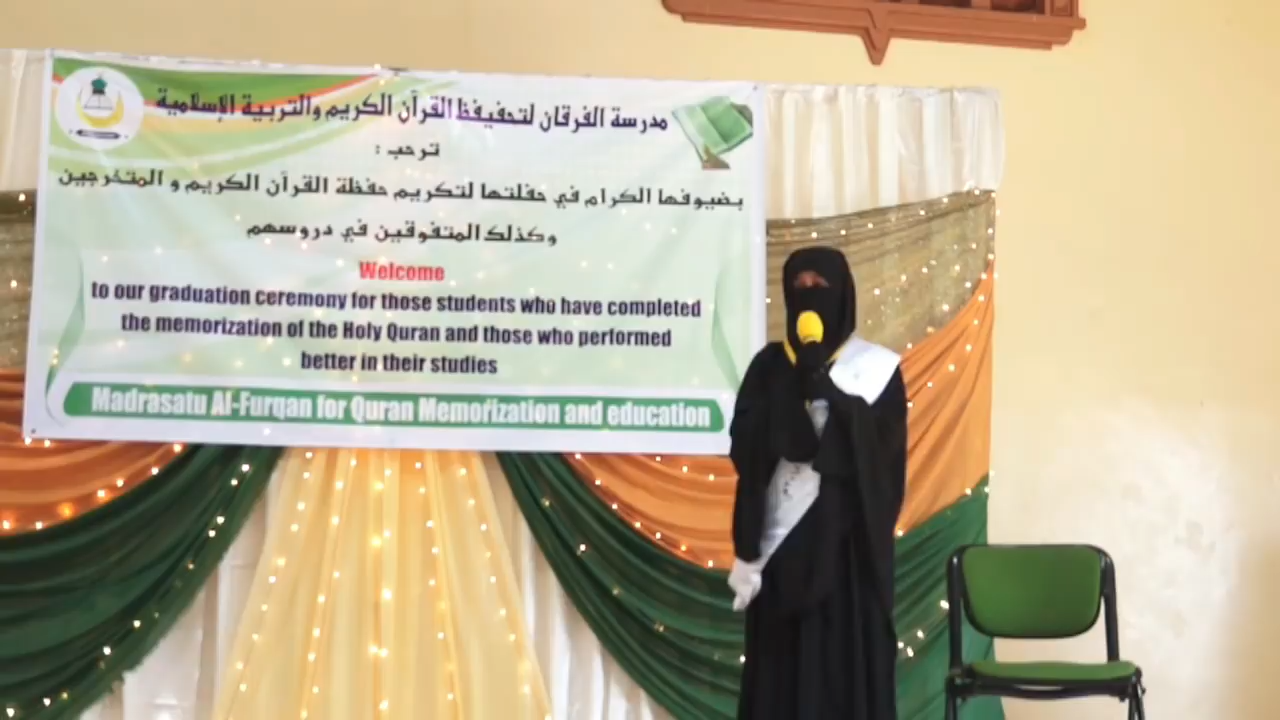 مدرسة الفرقان لتحفيفظ القرآن الكريم والتربية الإسلامية
ترحب :
بضيوفها الكرام في حفلتها لتكريم حفظة القرآن الكريم و المتخرجين
وكذلك المتفوقين في دروسهم
Welcome
to our graduation ceremony for those students who have completed
the memorization of the Holy Quran and those who performed
better in their studies
Madrasatu Al-Furqan for Quran Memorization and education